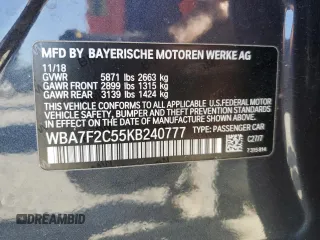 MFD BY BAYERISCHE MOTOREN WERKE AG
11/18
GVWR 5871 lbs 2663 kg
GAWR FRONT 2899 lbs 1315 kg
GAWR REAR 3139 lbs 1424 kg
THIS VEHICLE CONFORMS TO ALL APPLICABLE FEDERAL
MOTOR VEHICLE SAFETY, BUMPER, AND THEFT PREVENTION
STANDARDS IN EFFECT ON THE DATE OF MANUFACTURE
SHOWN ABOVE.
WBA7F2C55KB240777
TYPE: PASSENGER CAR
C27/7
DREAMBID